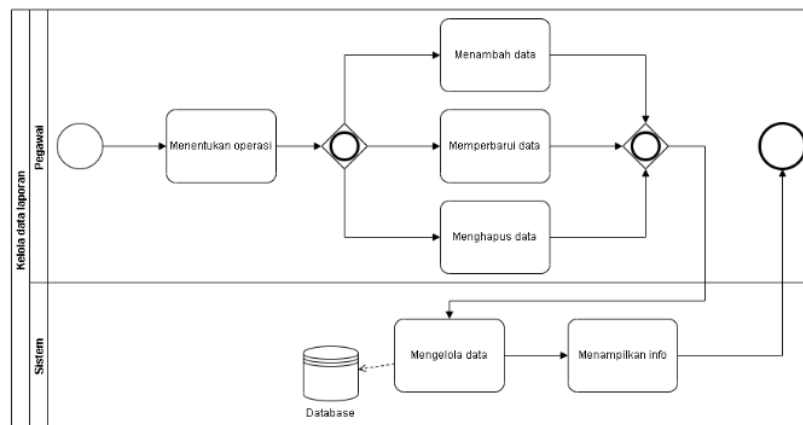 Kelola data laporan
Pegawai
Menentukan operasi
Menambah data
Memperbarui data
Menghapus data
Sistem
Mengelola data
Menampilkan info
Database